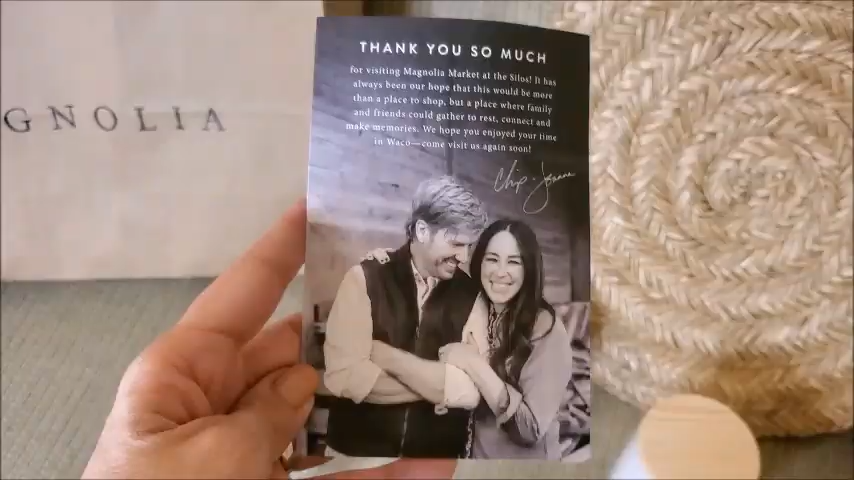 GNOLIA
THANK YOU SO MUCH
for visiting Magnolia Market at the Silos! It has
always been our hope that this would be more
than a place to shop, but a place where family
and friends could gather to rest, connect and
make memories. We hope you enjoyed your time
in Waco—come visit us again soon!
Chip + Joanna